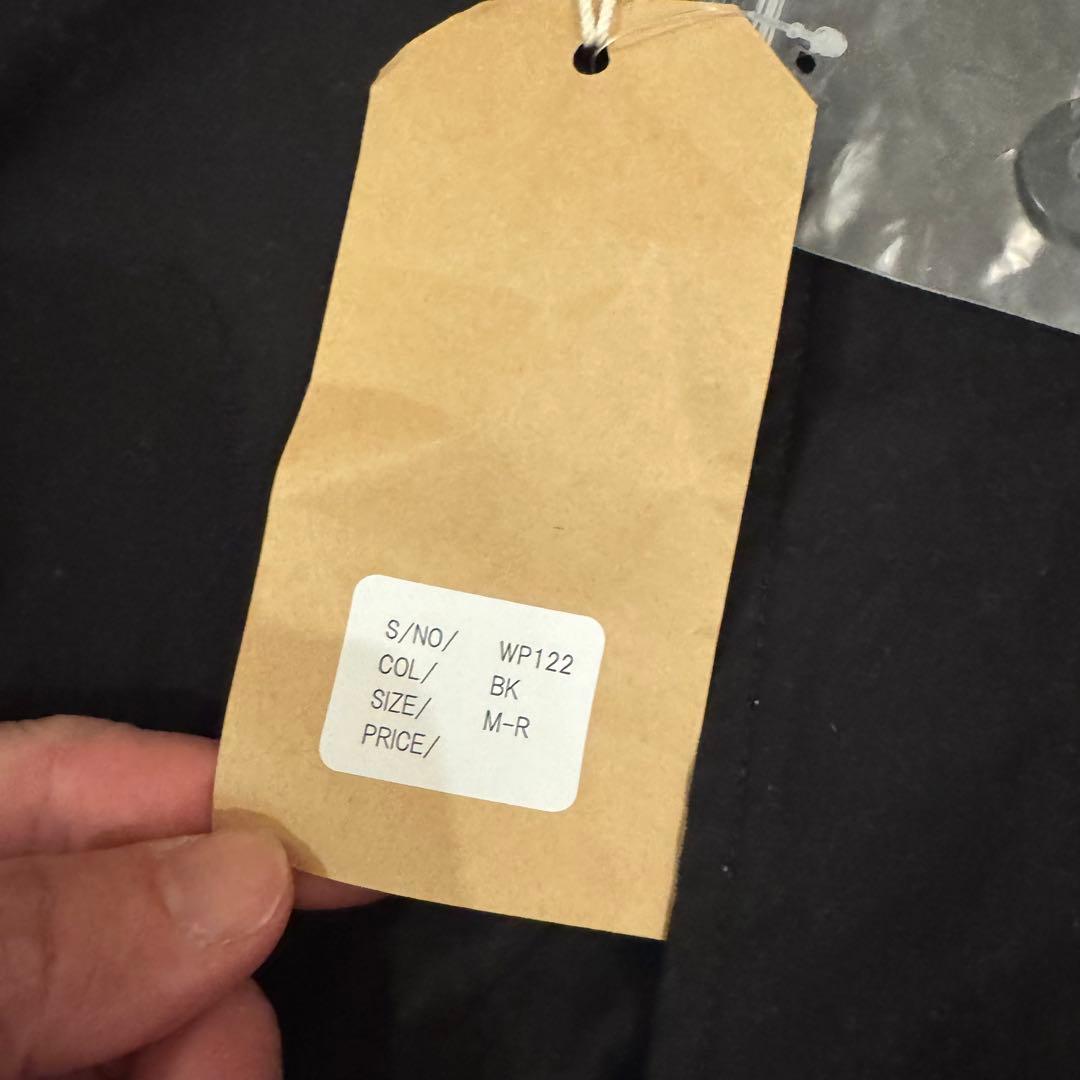 S/NO/ WP122
COL/ BK
SIZE/ M-R
PRICE/